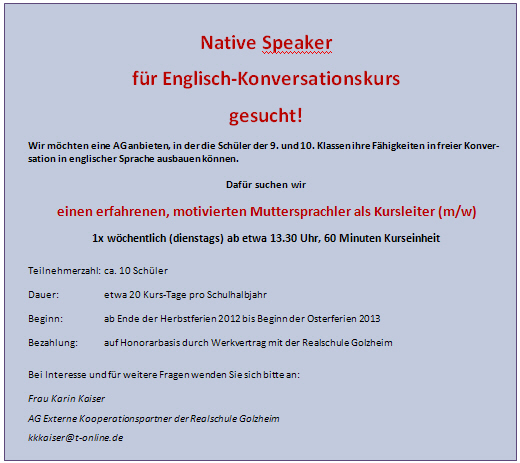 Native Speaker
für Englisch-Konversationskurs
gesucht!
Wir möchten eine AG anbieten, in der die Schüler der 9. und 10. Klassen ihre Fähigkeiten in freier Konver-
sation in englischer Sprache ausbauen können.
Dafür suchen wir
einen erfahrenen, motivierten Muttersprachler als Kursleiter (m/w)
1x wöchentlich (dienstags) ab etwa 13.30 Uhr, 60 Minuten Kurseinheit
Teilnehmerzahl: ca. 10 Schüler
Dauer: etwa 20 Kurs-Tage pro Schulhalbjahr
Beginn: ab Ende der Herbstferien 2012 bis Beginn der Osterferien 2013
Bezahlung: auf Honorarbasis durch Werkvertrag mit der Realschule Golzheim
Bei Interesse und für weitere Fragen wenden Sie sich bitte an:
Frau Karin Kaiser
AG Externe Kooperationspartner der Realschule Golzheim
kkkaiser@t-online.de